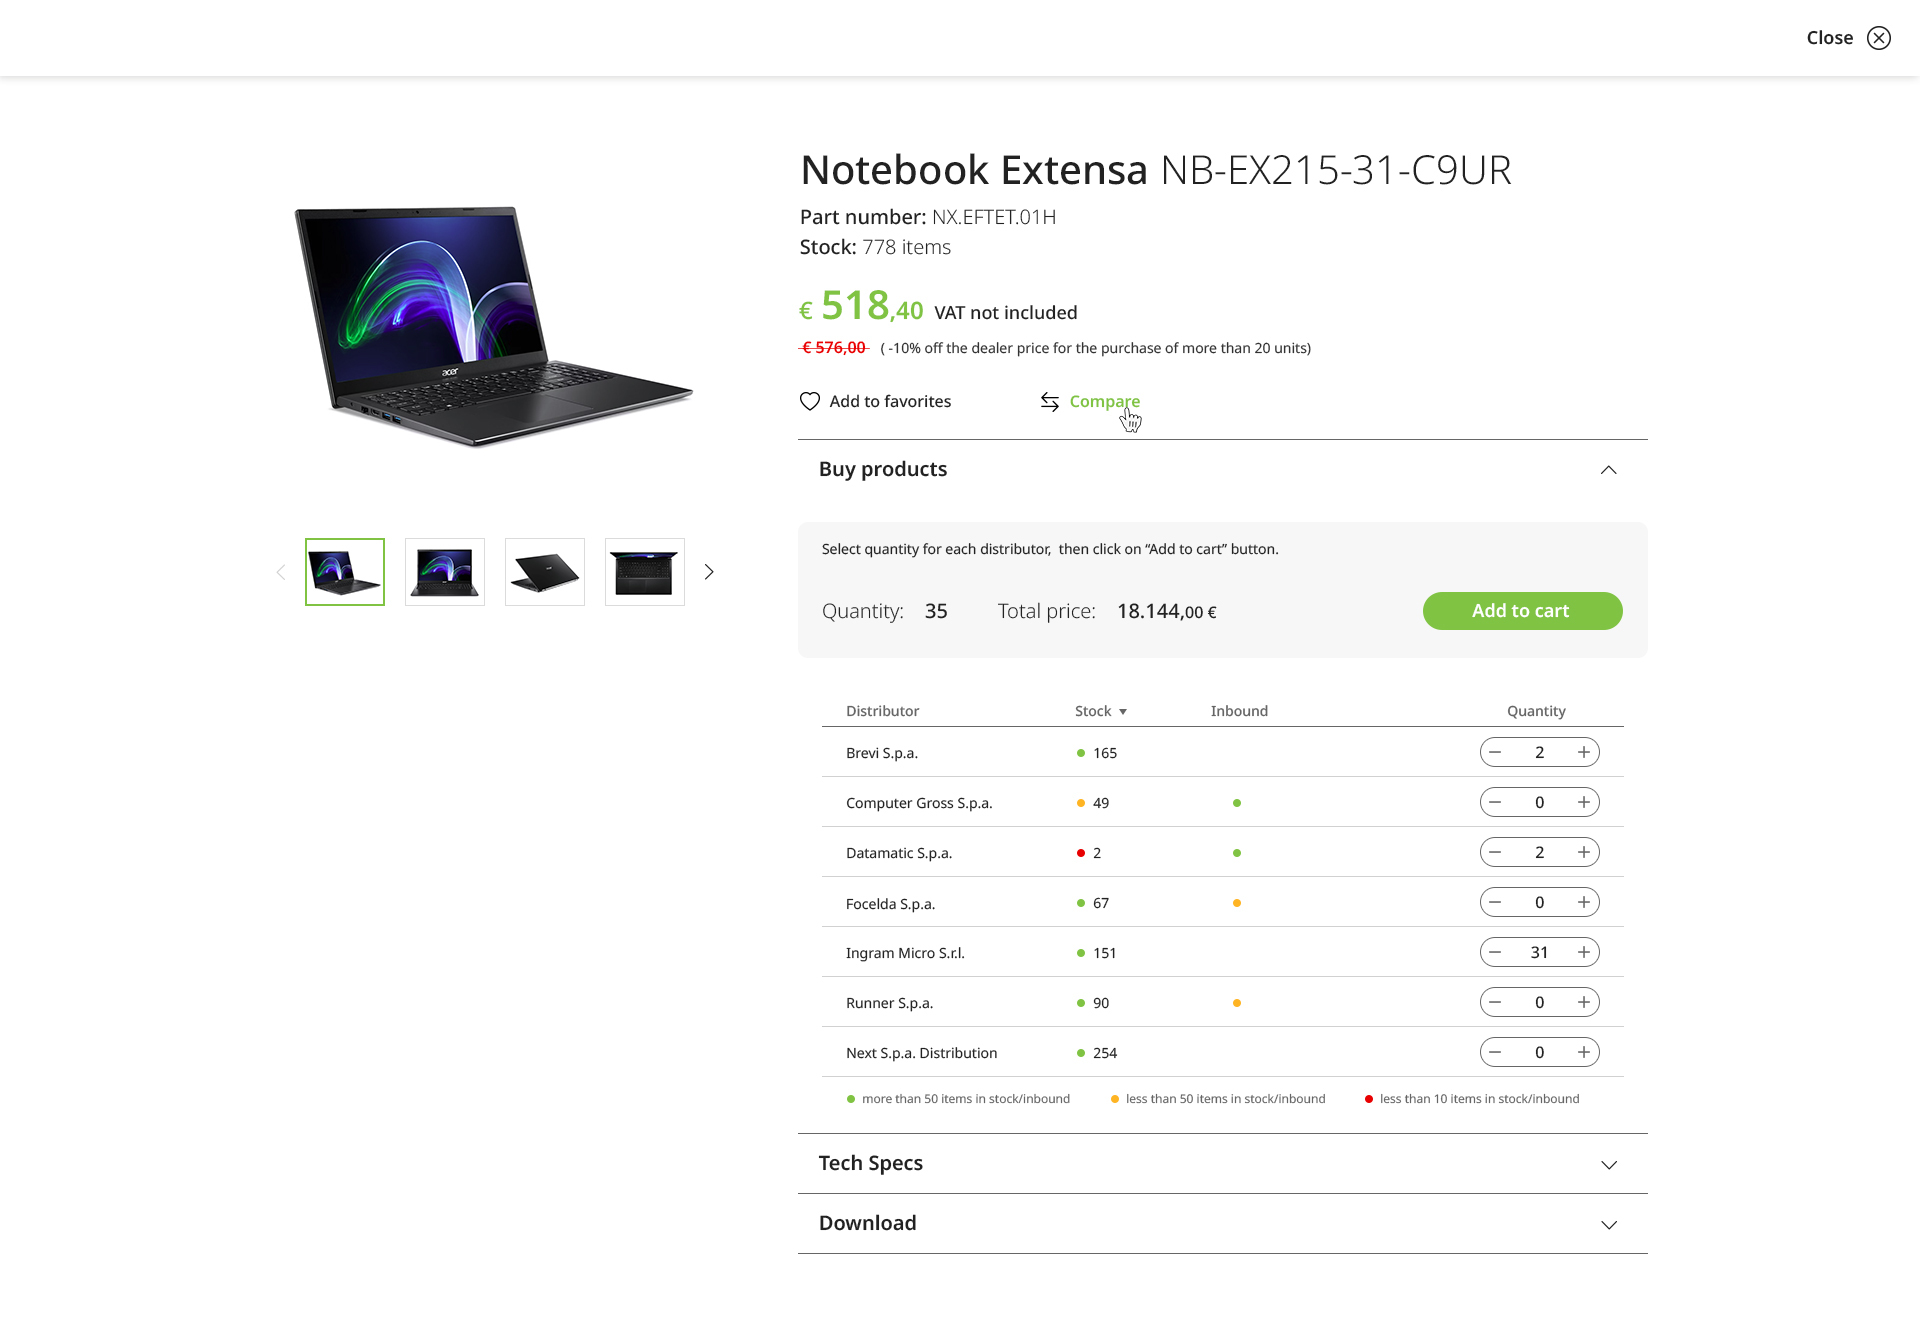 Close
Notebook Extensa NB-EX215-31-C9UR
Part number: NX.EFTET.01H
Stock: 778 items
€ 518,40 VAT not included
€ 576,00 ( -10% off the dealer price for the purchase of more than 20 units)
acer
Add to favorites Compare
Buy products
Select quantity for each distributor, then click on “Add to cart” button.
Quantity: 35 Total price: 18.144,00 € Add to cart
Distributor Stock Inbound Quantity
Brevi S.p.a. 165 2
Computer Gross S.p.a. 49 0
Datamatic S.p.a. 2 2
Focelda S.p.a. 67 0
Ingram Micro S.r.l. 151 31
Runner S.p.a. 90 0
Next S.p.a. Distribution 254 0
more than 50 items in stock/inbound less than 50 items in stock/inbound less than 10 items in stock/inbound
Tech Specs
Download